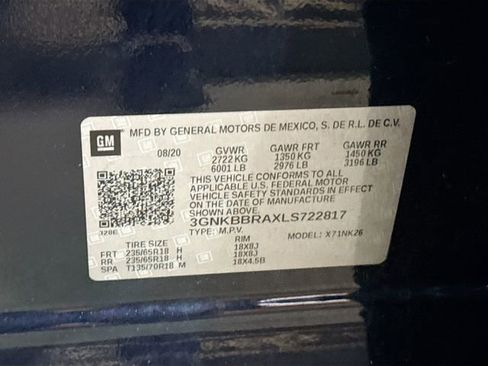 GM
MFD BY GENERAL MOTORS DE MEXICO, S. DE R.L. DE C.V.
08/20 GVWR GAWR FRT GAWR RR
2722 KG 1350 KG 1450 KG
6001 LB 2976 LB 3196 LB
THIS VEHICLE CONFORMS TO ALL
APPLICABLE U.S. FEDERAL MOTOR
VEHICLE SAFETY STANDARDS IN EFFECT ON
THE DATE OF MANUFACTURE SHOWN ABOVE.
3GNKBBRAXLS722817
TYPE: M.P.V. MODEL: X71NK26
TIRE SIZE RIM
FRT 235/65R18 H 18X8J
RR 235/65R18 H 18X8J
SPA T135/70R18 M 18X4.5B